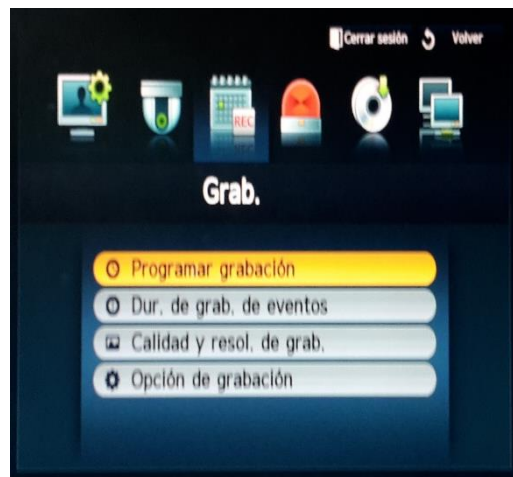 Cerrar sesión Volver
REC
Grab.
Programar grabación
Dur. de grab. de eventos
Calidad y resol. de grab.
Opción de grabación